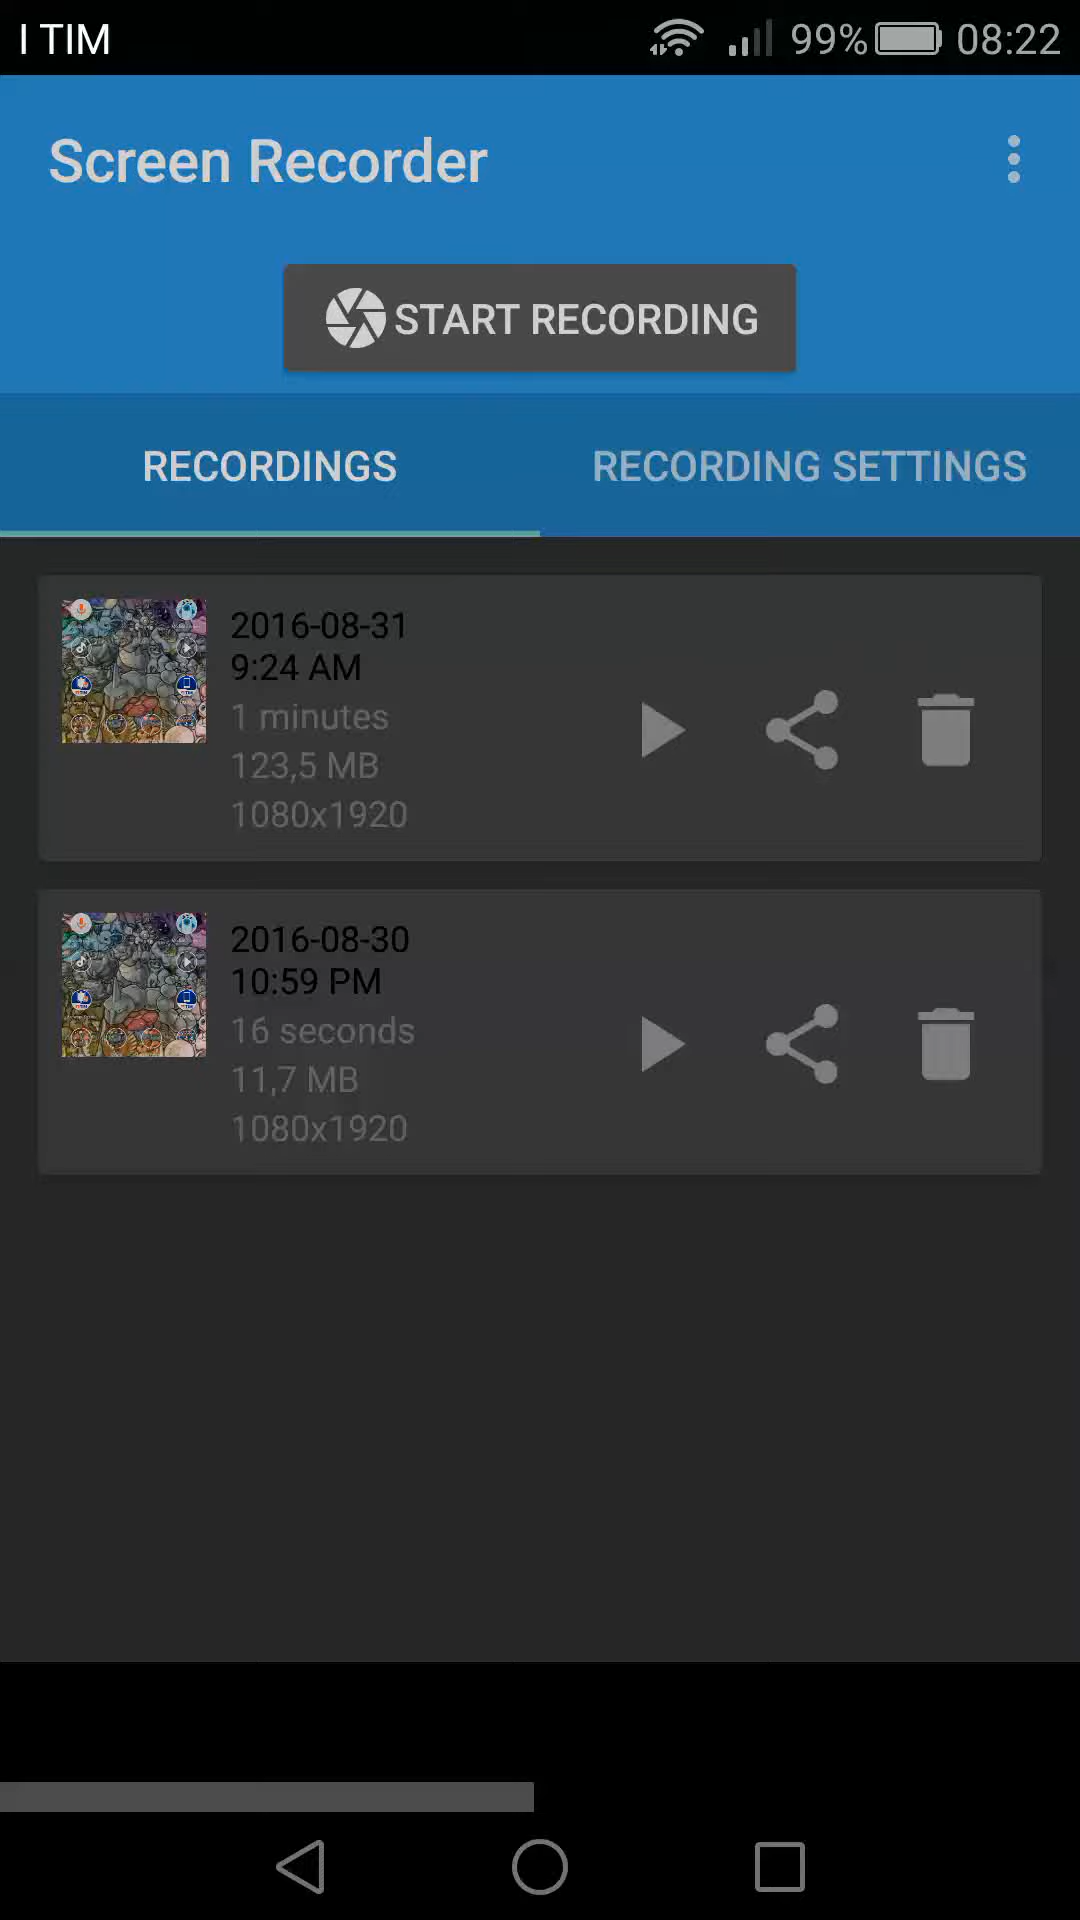 I TIM
99%
08:22
Screen Recorder
START RECORDING
RECORDINGS
RECORDING SETTINGS
2016-08-31
9:24 AM
1 minutes
123,5 MB
1080x1920
2016-08-30
10:59 PM
16 seconds
11,7 MB
1080x1920